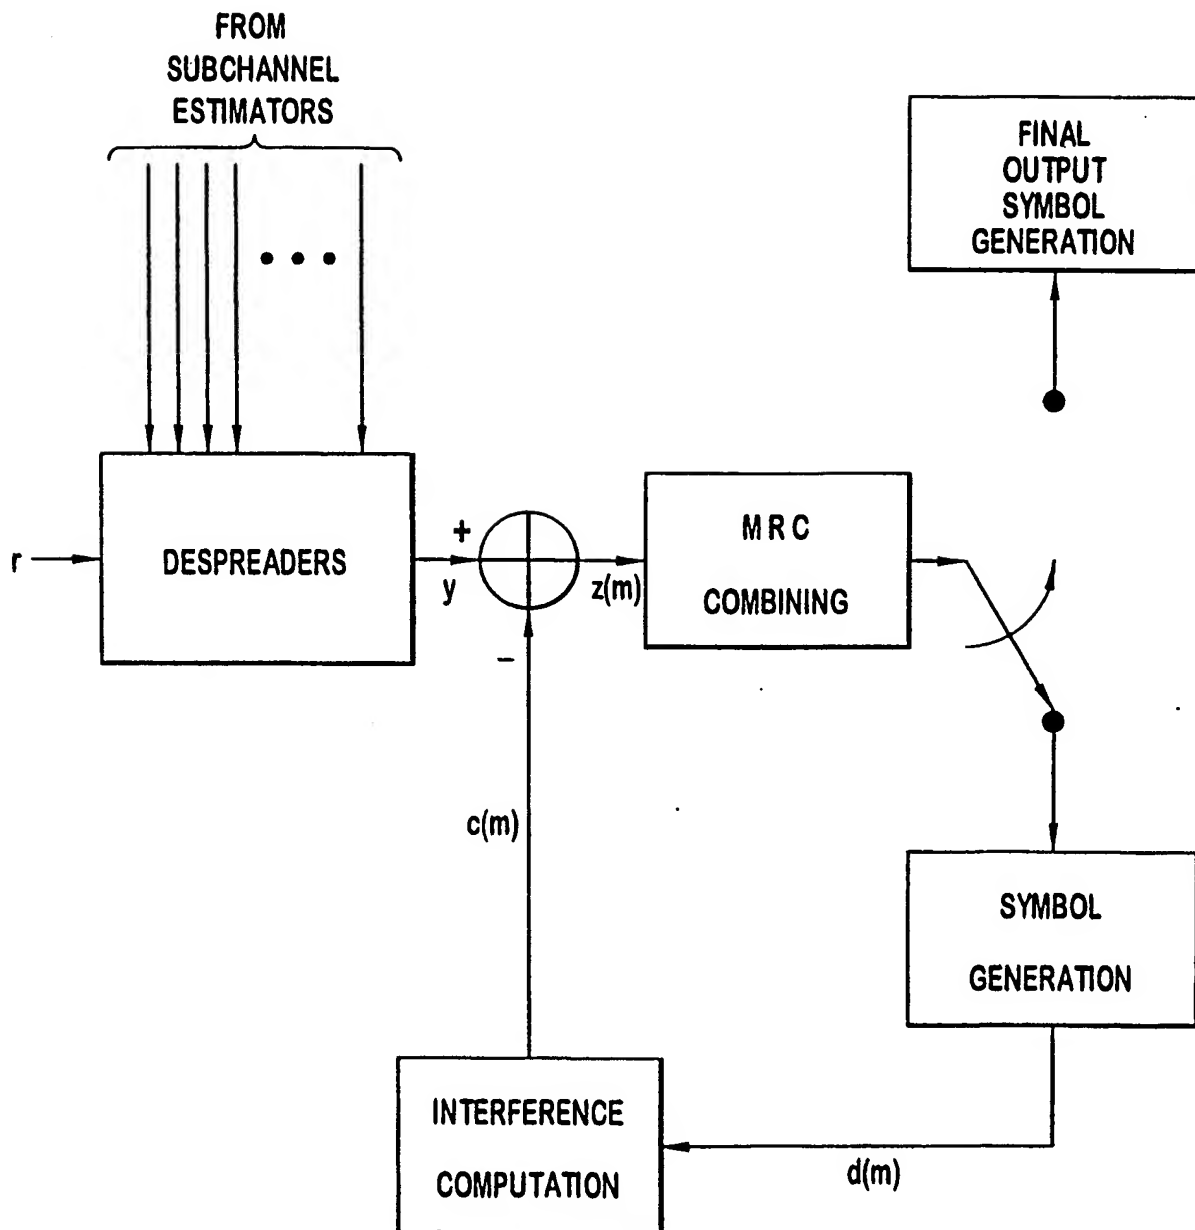 FROM
SUBCHANNEL
ESTIMATORS
FINAL
OUTPUT
SYMBOL
GENERATION
r
DESPREADERS
+
y
−
z(m)
MRC
COMBINING
c(m)
SYMBOL
GENERATION
INTERFERENCE
COMPUTATION
d(m)